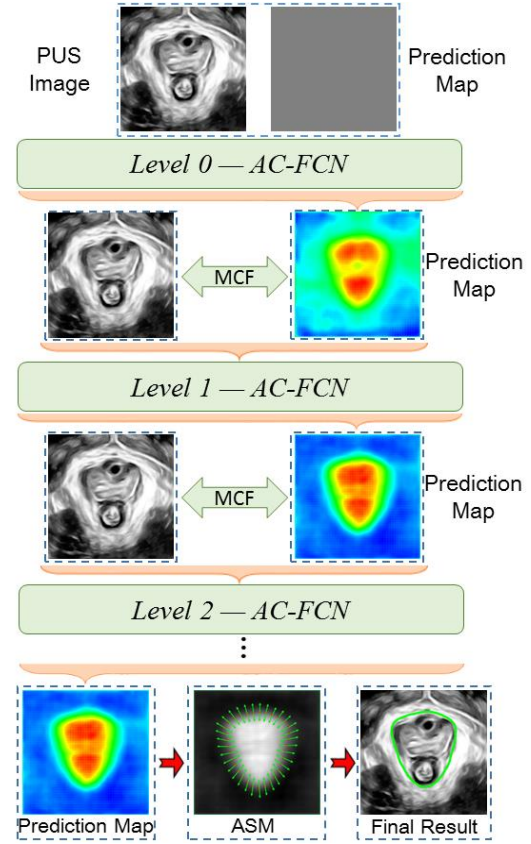 PUS
Image
Prediction
Map
Level 0 — AC-FCN
MCF
Prediction
Map
Level 1 — AC-FCN
MCF
Prediction
Map
Level 2 — AC-FCN
Prediction Map
ASM
Final Result